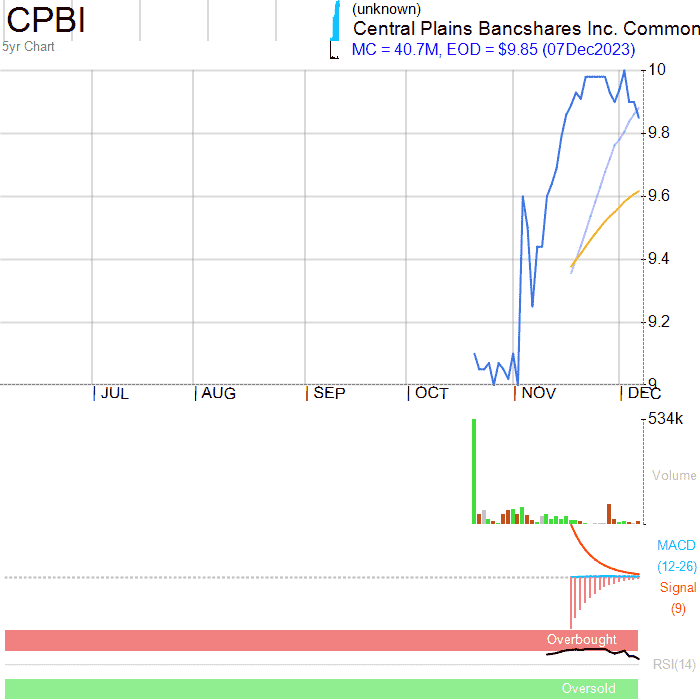 CPBI
5yr Chart
(unknown)
Central Plains Bancshares Inc. Common
MC = 40.7M, EOD = $9.85 (07Dec2023)
10
9.8
9.6
9.4
9.2
9
JUL AUG SEP OCT NOV DEC
534k
Volume
MACD
(12-26)
Signal
(9)
Overbought
RSI(14)
Oversold